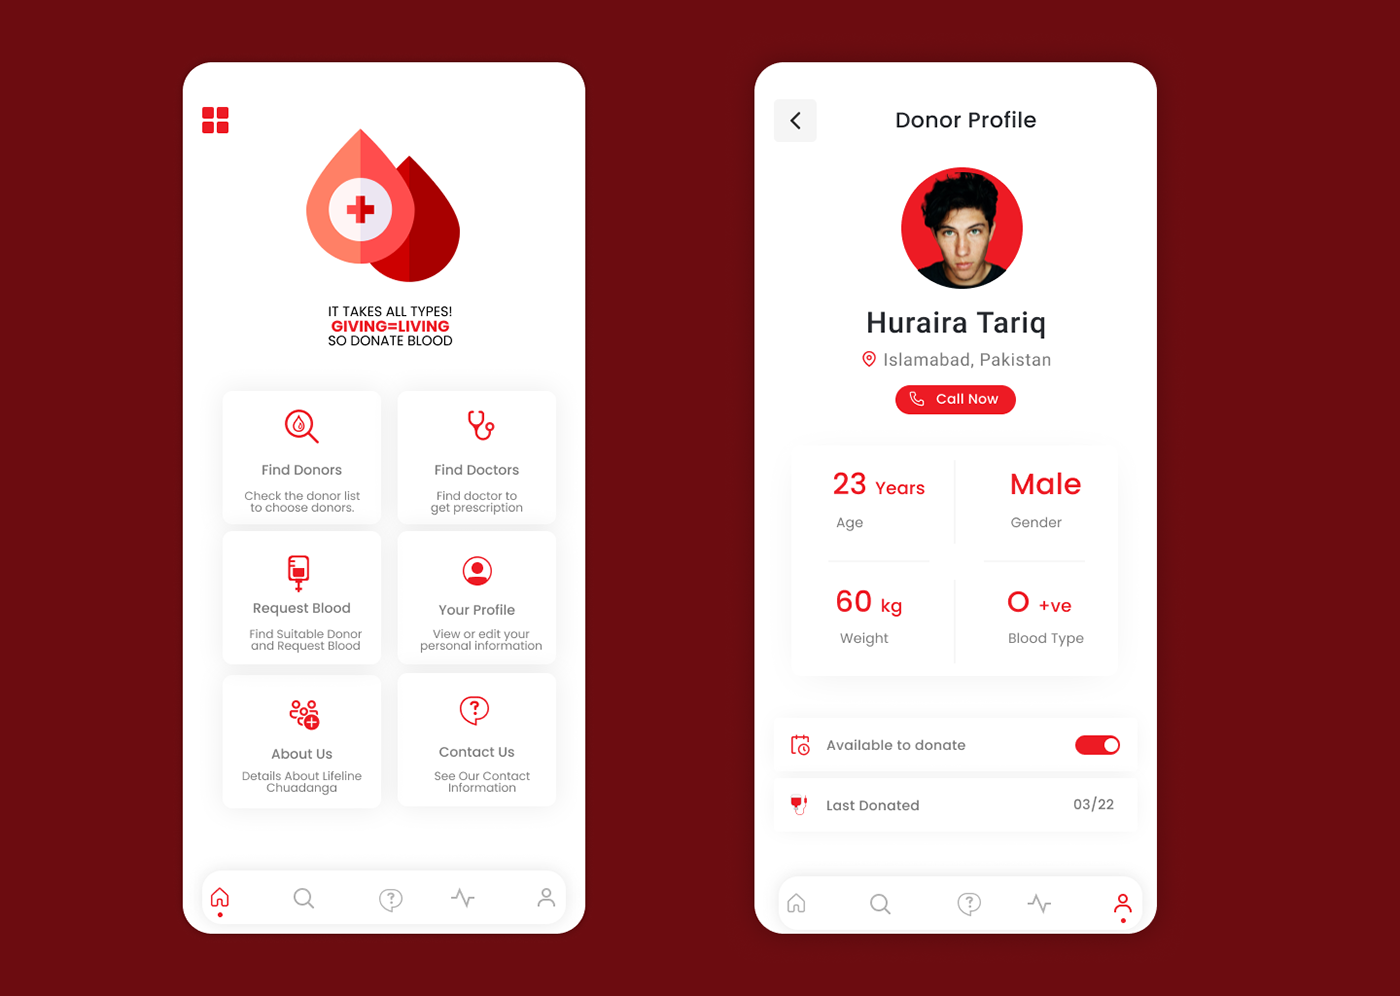 IT TAKES ALL TYPES!
GIVING=LIVING
SO DONATE BLOOD
Find Donors
Check the donor list
to choose donors.
Find Doctors
Find doctor to
get prescription
Request Blood
Find Suitable Donor
and Request Blood
Your Profile
View or edit your
personal information
About Us
Details About Lifeline
Chuadanga
Contact Us
See Our Contact
Information
Donor Profile
Huraira Tariq
Islamabad, Pakistan
Call Now
23 Years
Age
Male
Gender
60 kg
Weight
O +ve
Blood Type
Available to donate
Last Donated
03/22